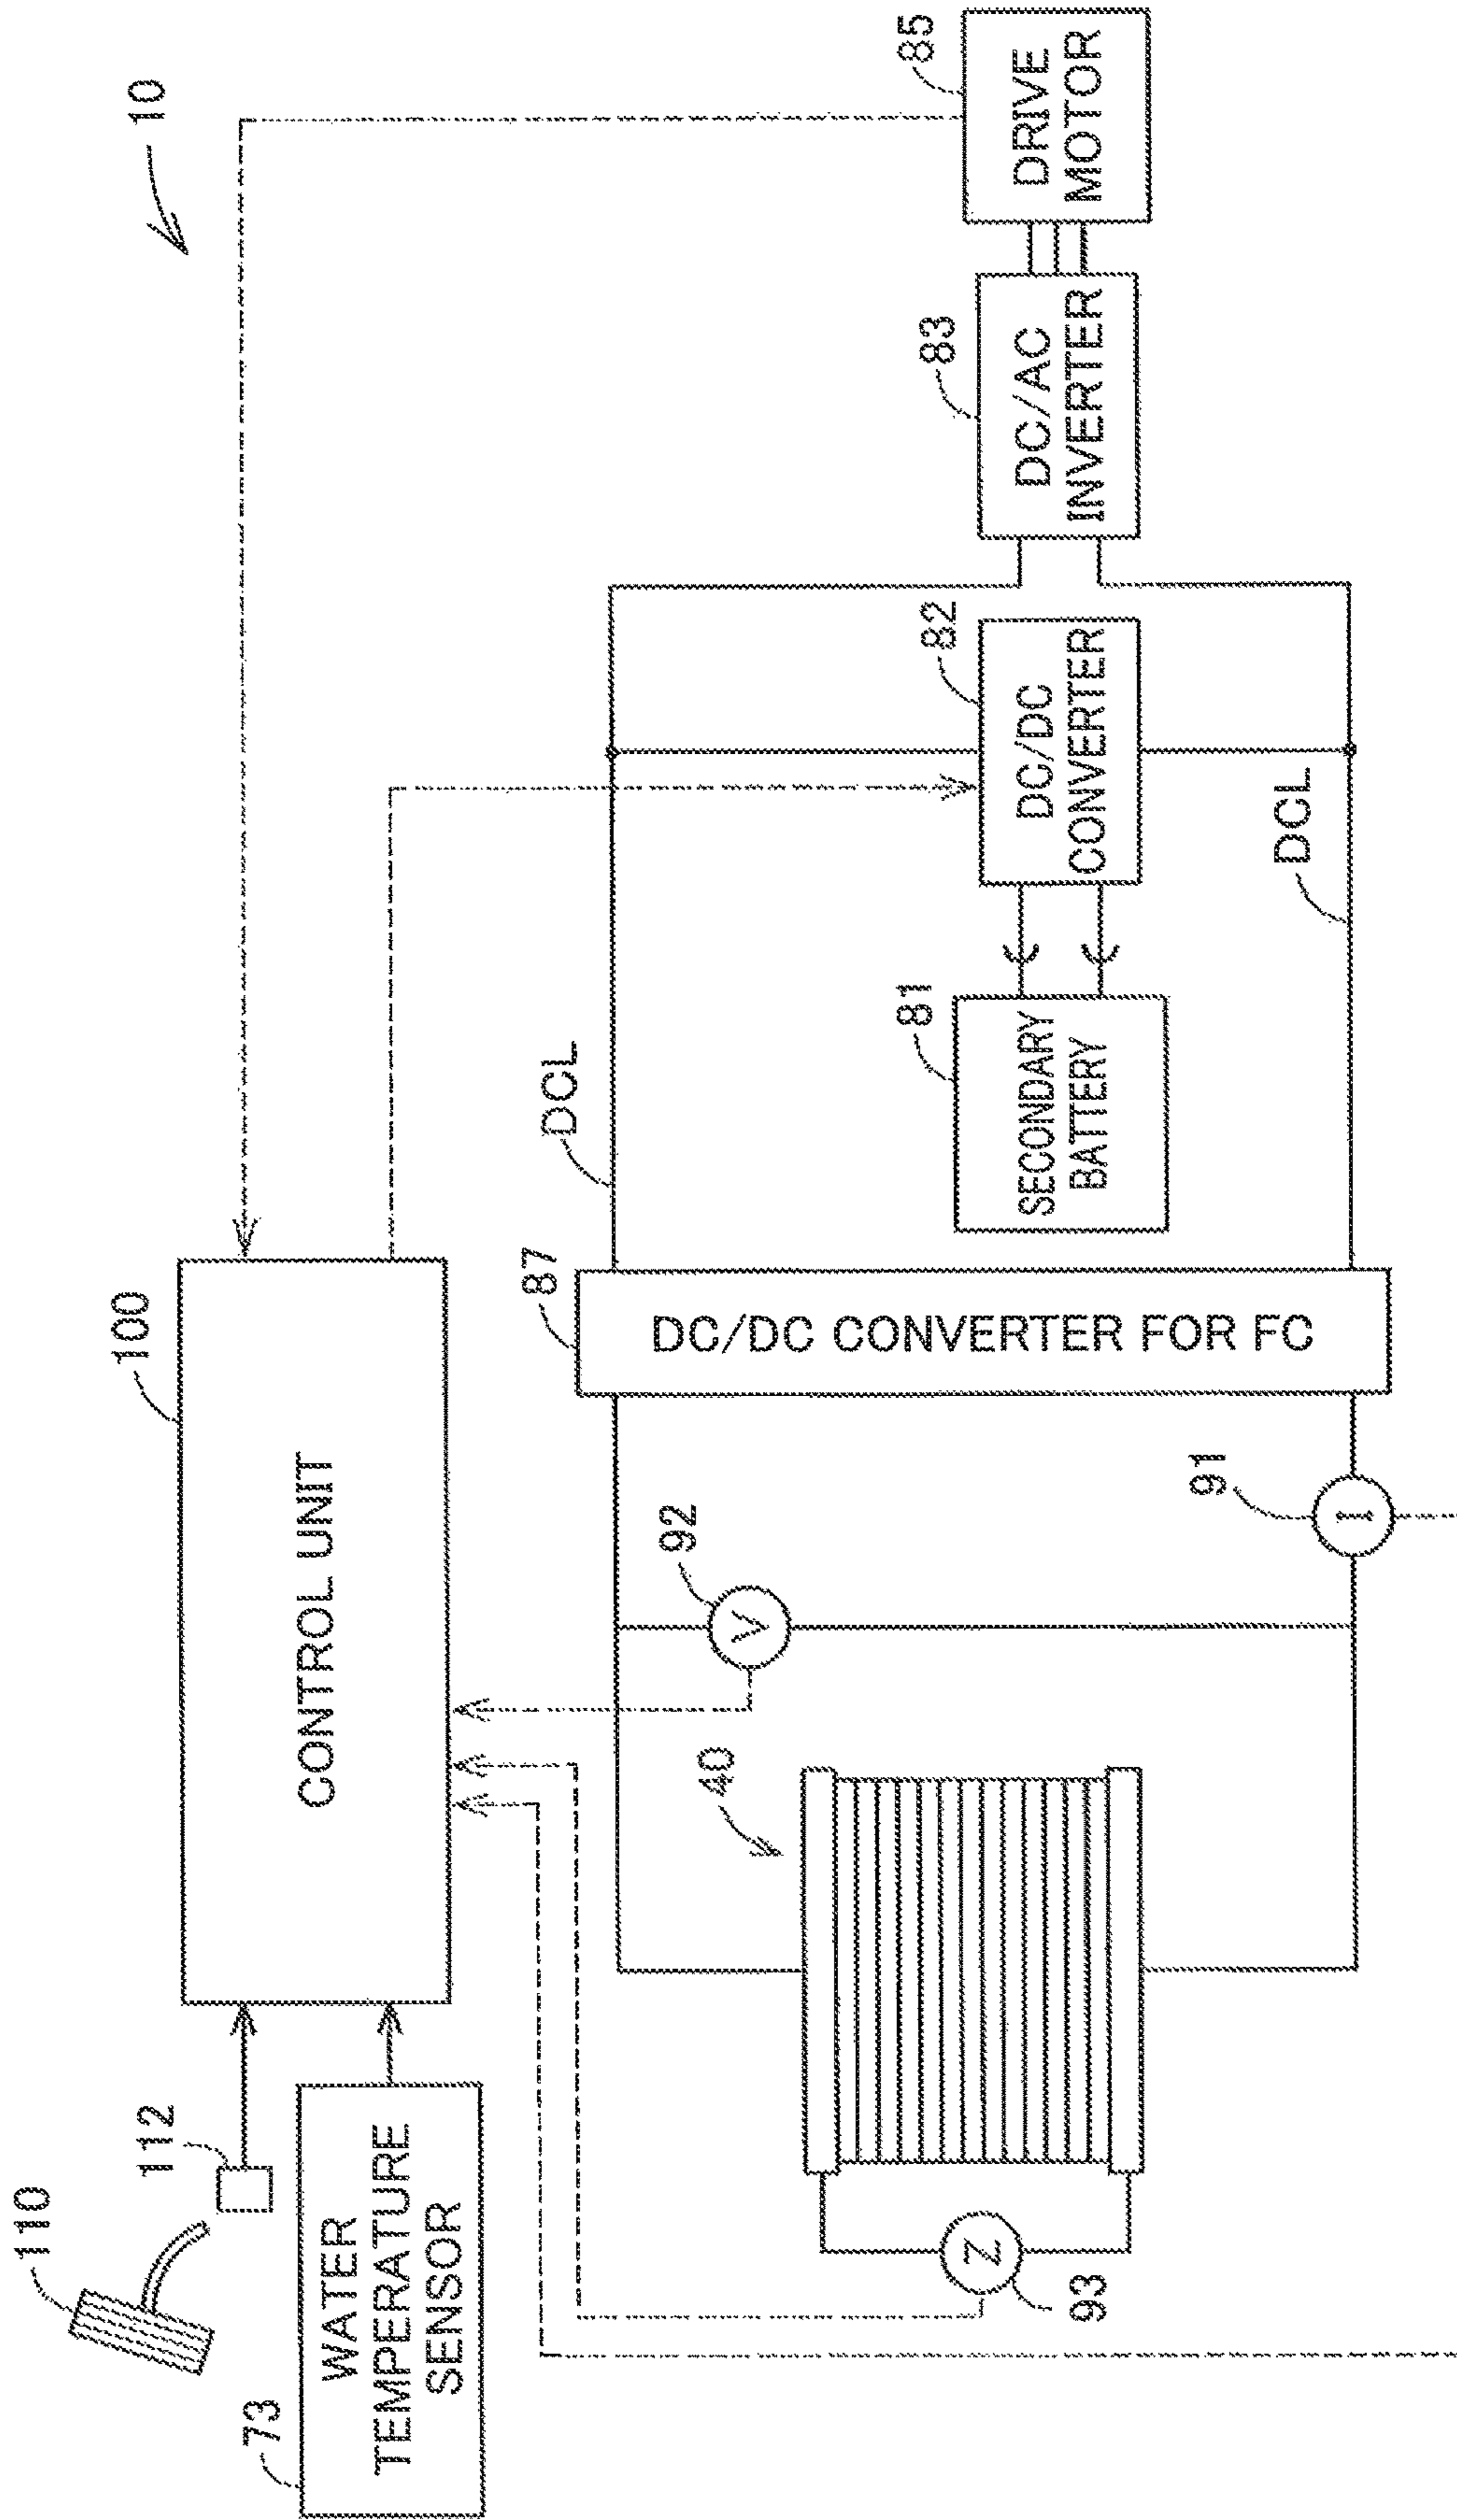 10
110
112
100
CONTROL UNIT
73
WATER
TEMPERATURE
SENSOR
92
V
87
DC/DC CONVERTER FOR FC
DCL
40
93
Z
91
I
81
SECONDARY
BATTERY
82
DC/DC
CONVERTER
DCL
83
DC/AC
INVERTER
85
DRIVE
MOTOR